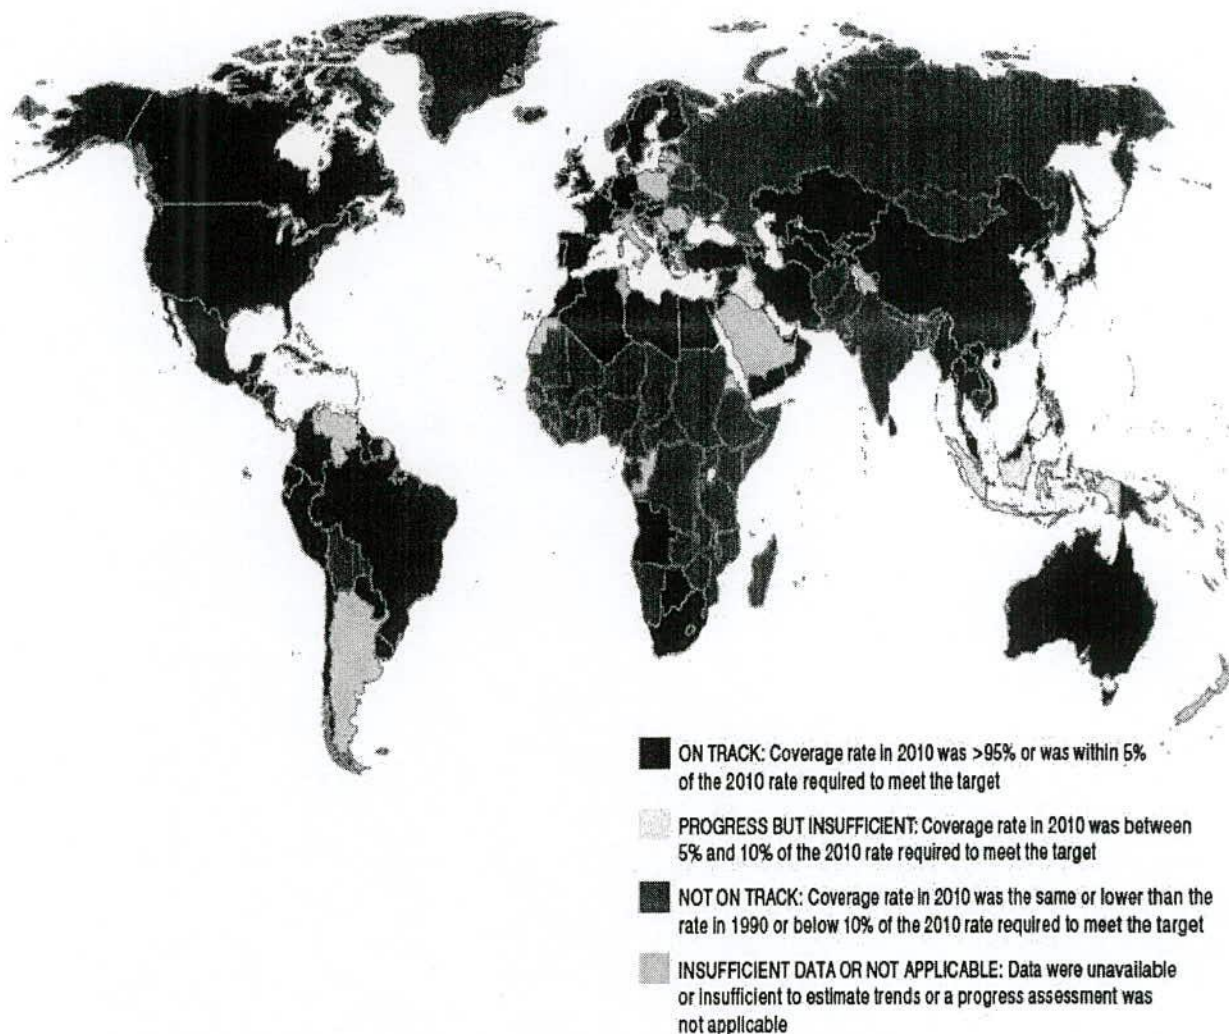 ON TRACK: Coverage rate in 2010 was >95% or was within 5%
of the 2010 rate required to meet the target
PROGRESS BUT INSUFFICIENT: Coverage rate in 2010 was between
5% and 10% of the 2010 rate required to meet the target
NOT ON TRACK: Coverage rate in 2010 was the same or lower than the
rate in 1990 or below 10% of the 2010 rate required to meet the target
INSUFFICIENT DATA OR NOT APPLICABLE: Data were unavailable
or insufficient to estimate trends or a progress assessment was
not applicable